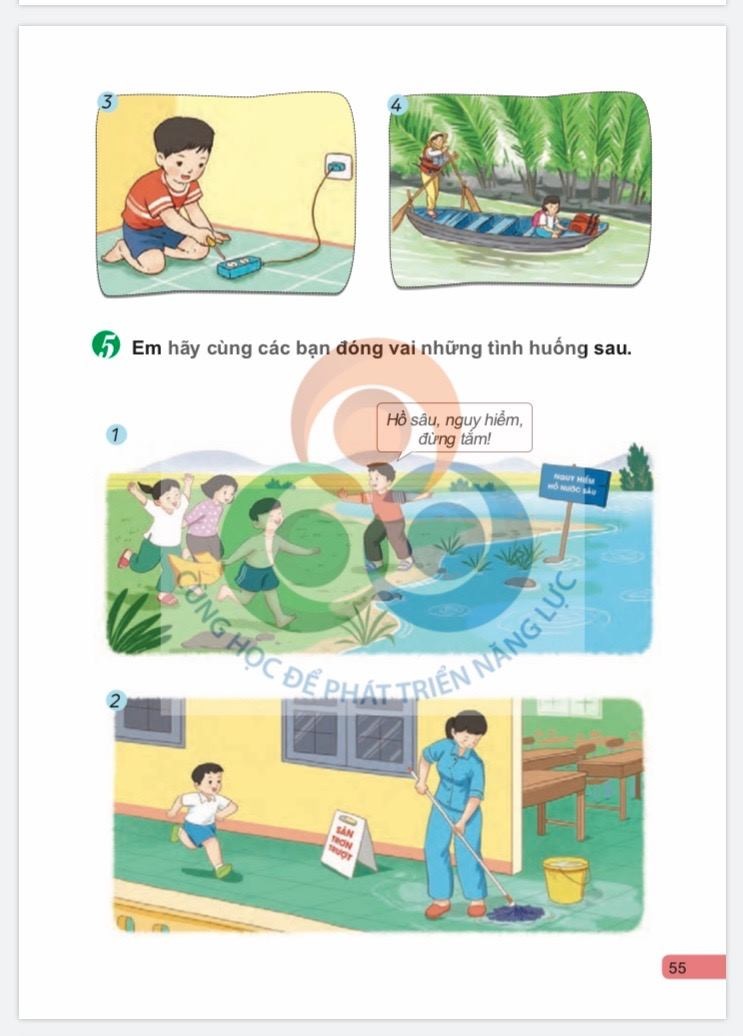 3
4
5 Em hãy cùng các bạn đóng vai những tình huống sau.
1
Hồ sâu, nguy hiểm,
đừng tắm!
NGUY HIỂM
HỒ NƯỚC SÂU
CÙNG HỌC ĐỂ PHÁT TRIỂN NĂNG LỰC
2
SÀN
TRƠN
TRƯỢT
55